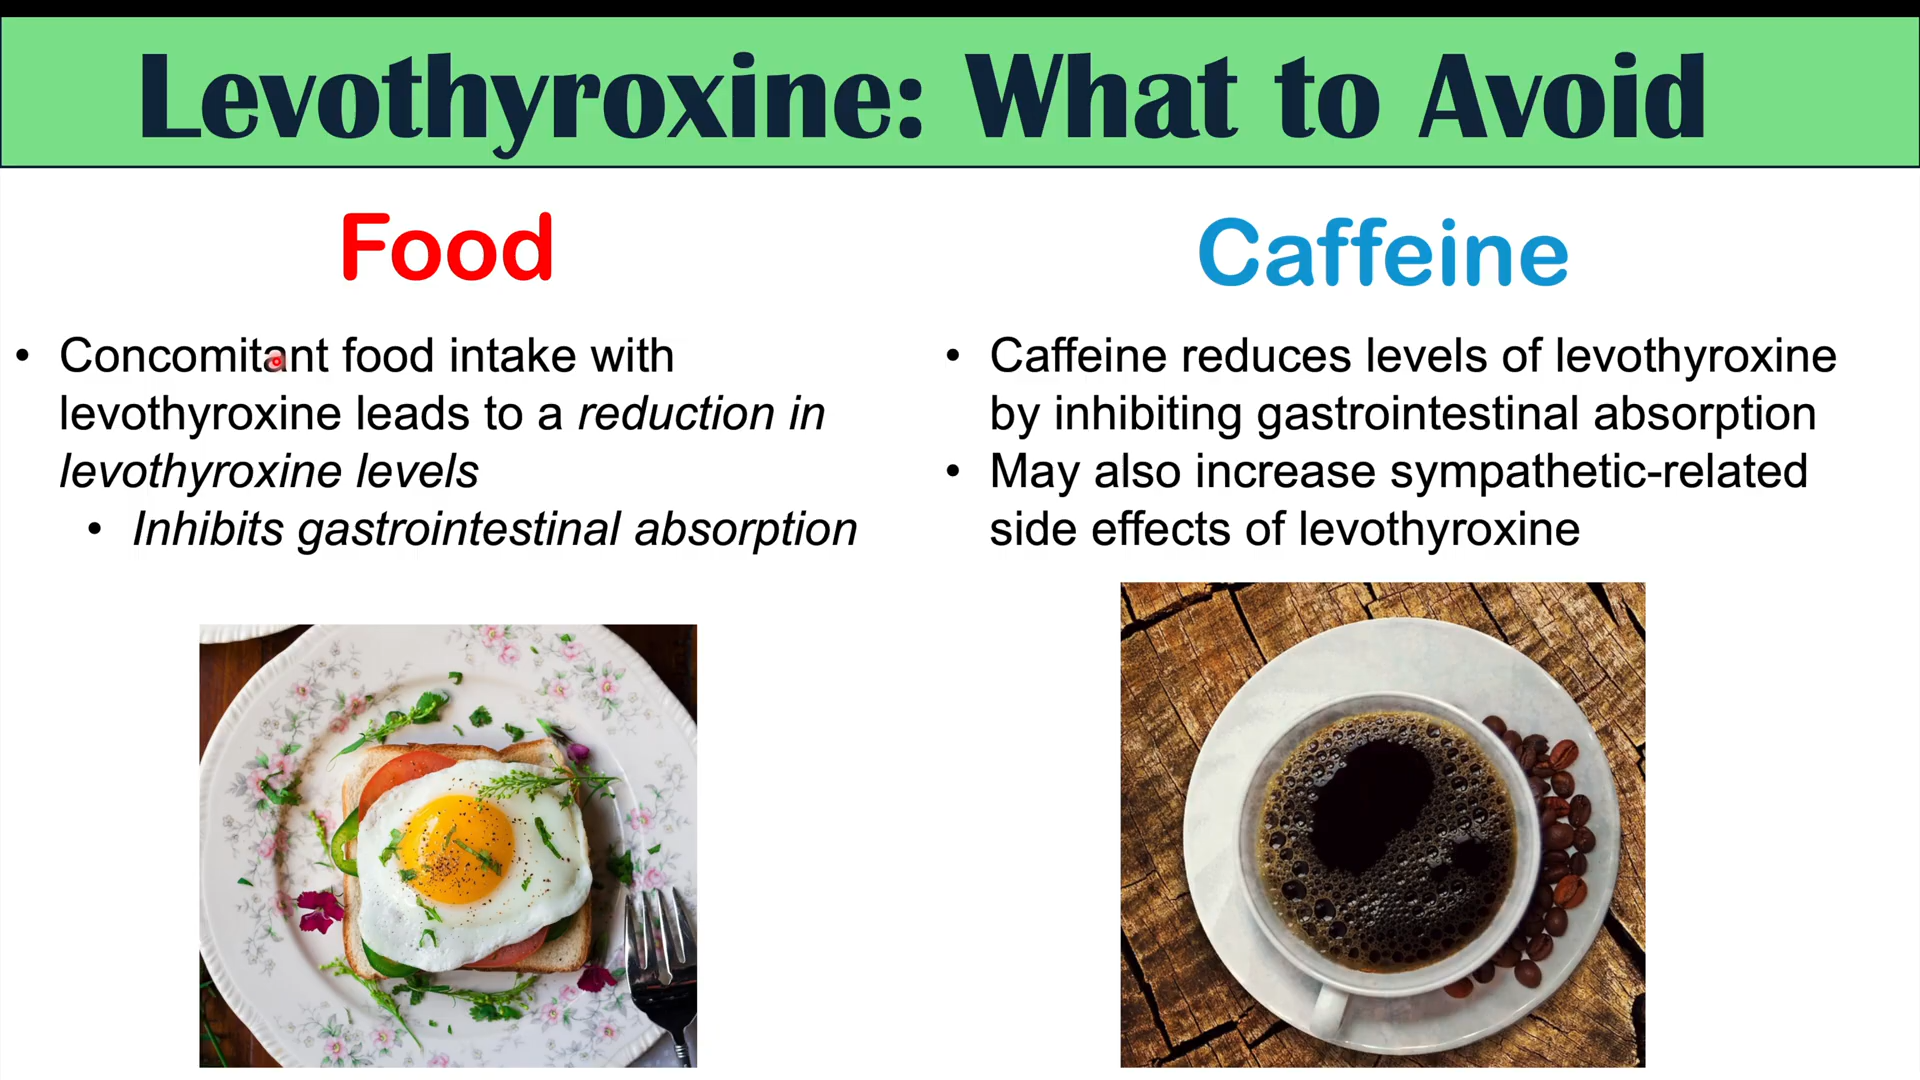 Levothyroxine: What to Avoid
Food
• Concomitant food intake with
levothyroxine leads to a reduction in
levothyroxine levels
• Inhibits gastrointestinal absorption
Caffeine
• Caffeine reduces levels of levothyroxine
by inhibiting gastrointestinal absorption
• May also increase sympathetic-related
side effects of levothyroxine